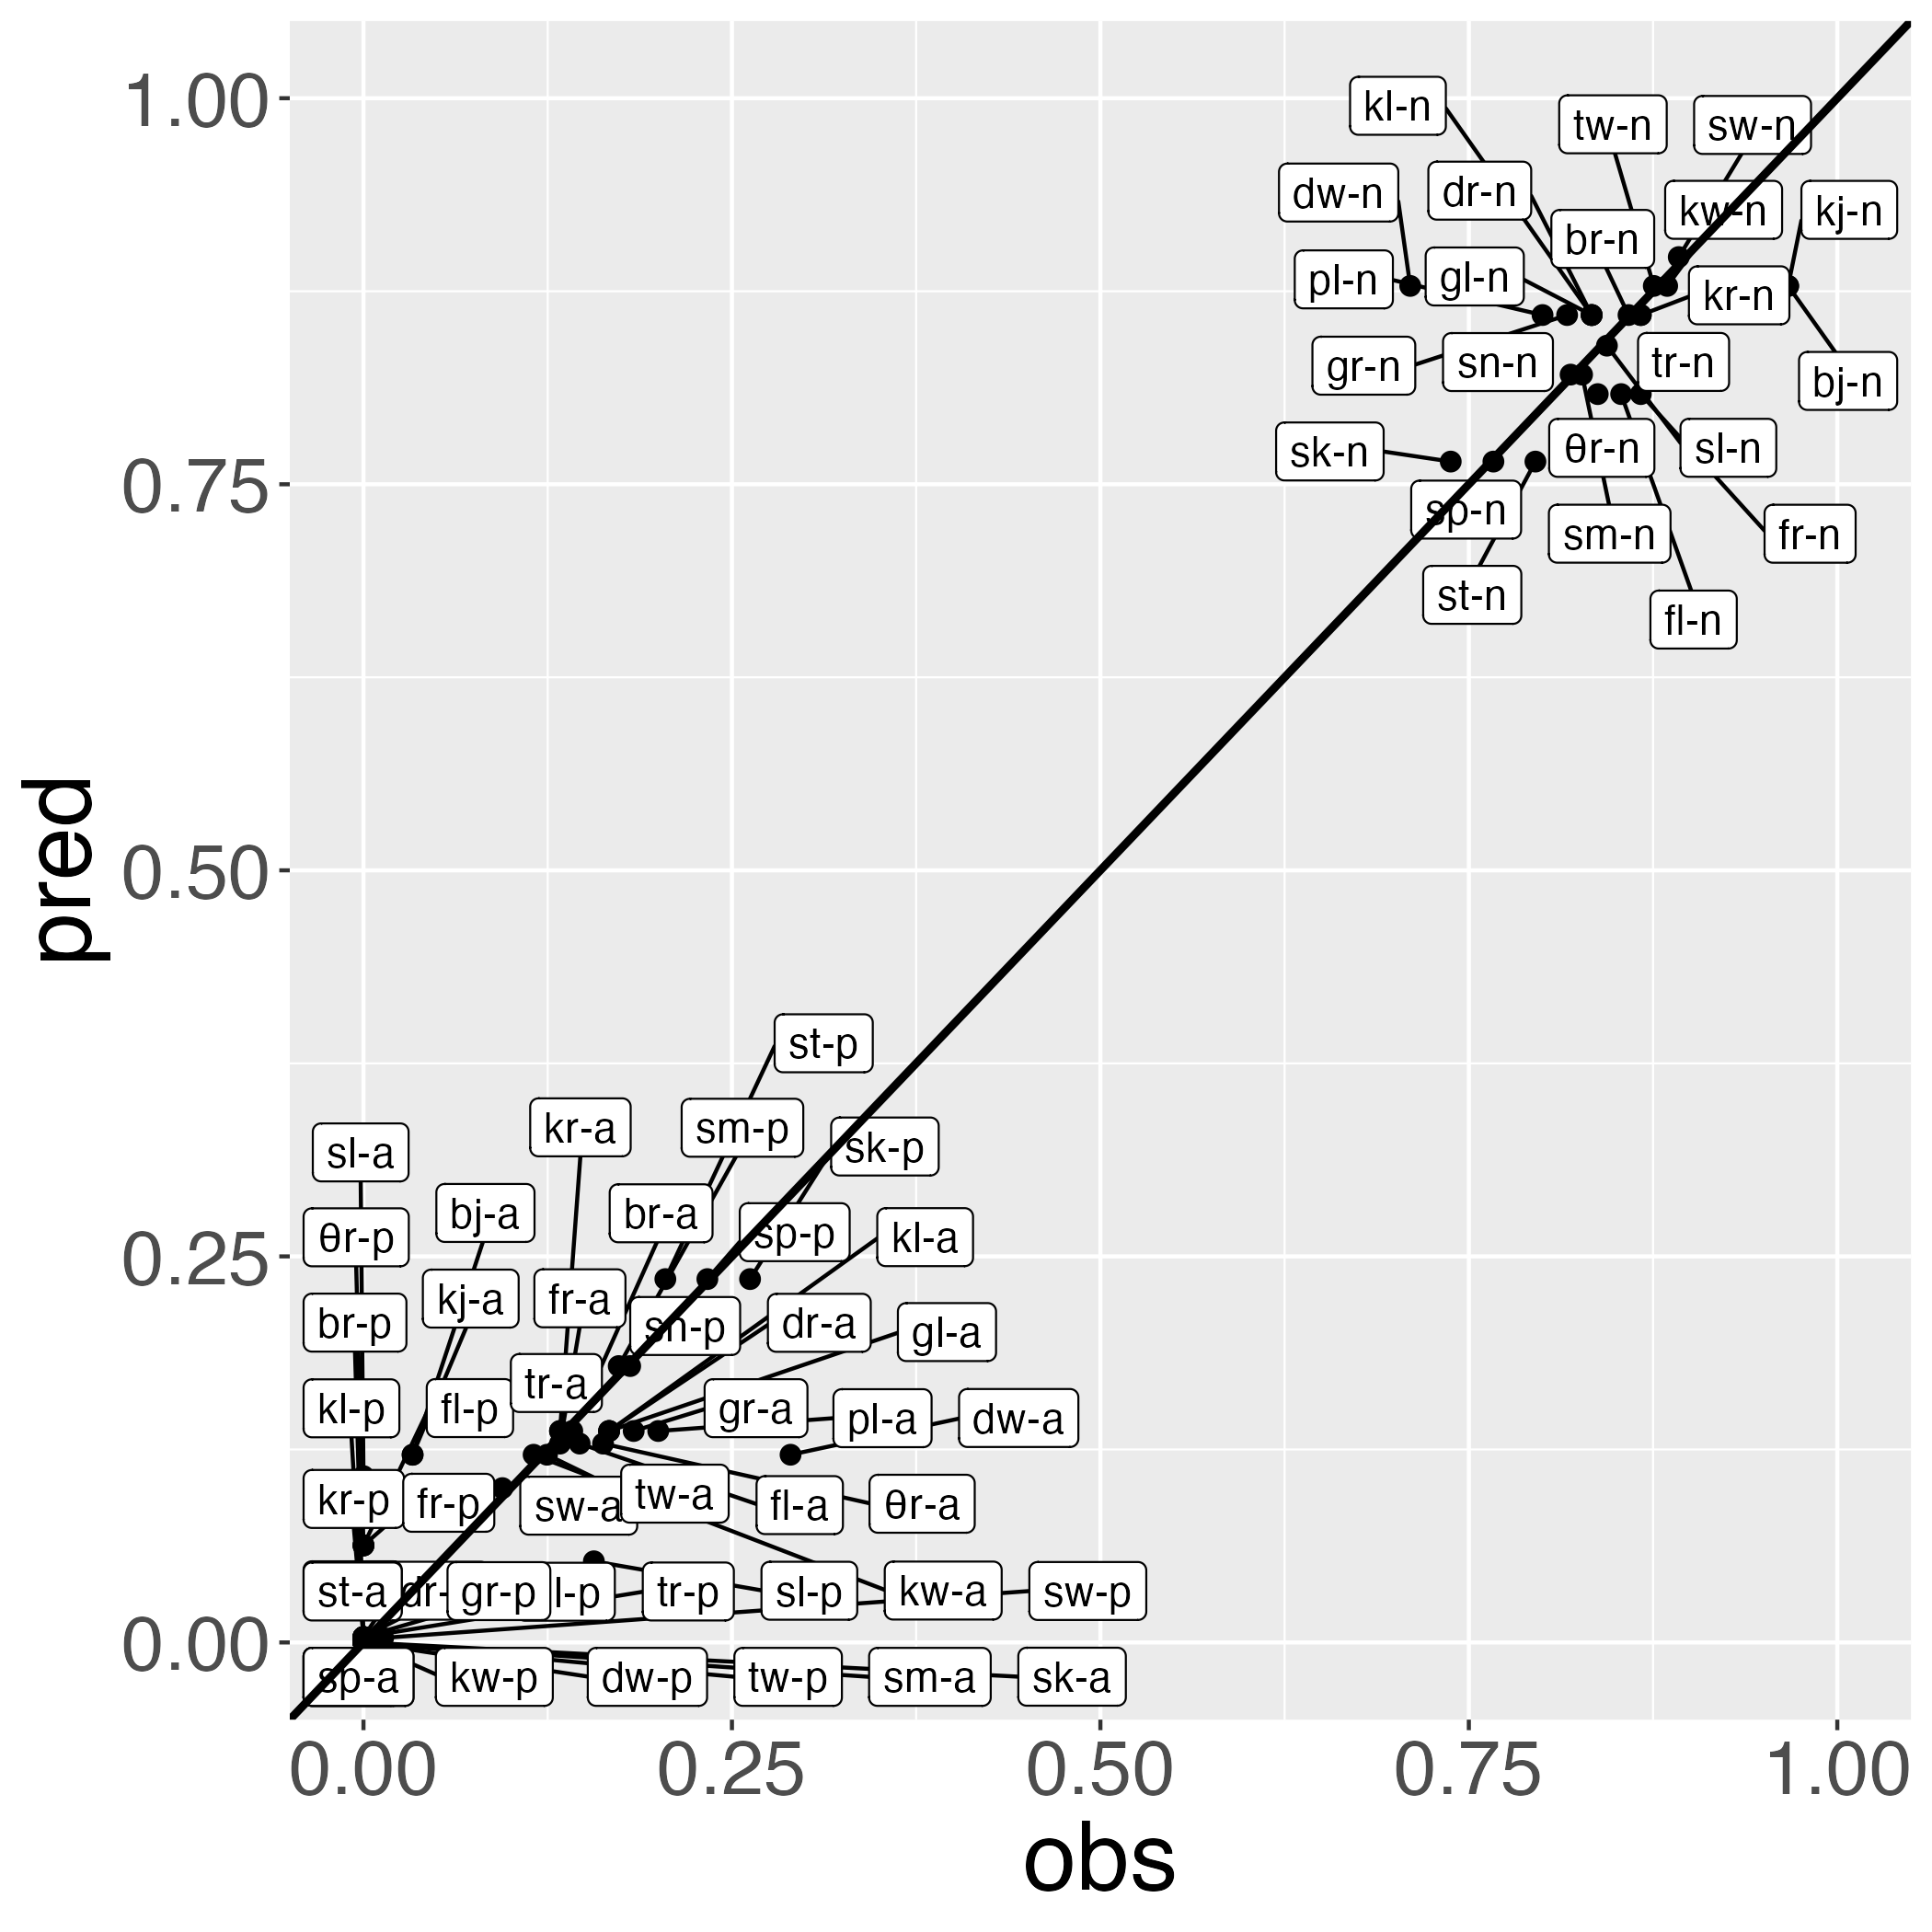 1.00
0.75
0.50
0.25
0.00
pred
kl-n
tw-n
sw-n
dw-n
dr-n
kw-n
kj-n
br-n
pl-n
gl-n
kr-n
gr-n
sn-n
tr-n
bj-n
sk-n
θr-n
sl-n
sp-n
sm-n
fr-n
st-n
fl-n
st-p
kr-a
sm-p
sl-a
sk-p
bj-a
br-a
θr-p
sp-p
kl-a
kj-a
fr-a
br-p
sn-p
dr-a
gl-a
tr-a
kl-p
fl-p
gr-a
pl-a
dw-a
kr-p
fr-p
sw-a
tw-a
fl-a
θr-a
st-a
gr-p
tr-p
sl-p
kw-a
sw-p
sp-a
kw-p
dw-p
tw-p
sm-a
sk-a
0.00
0.25
0.50
0.75
1.00
obs